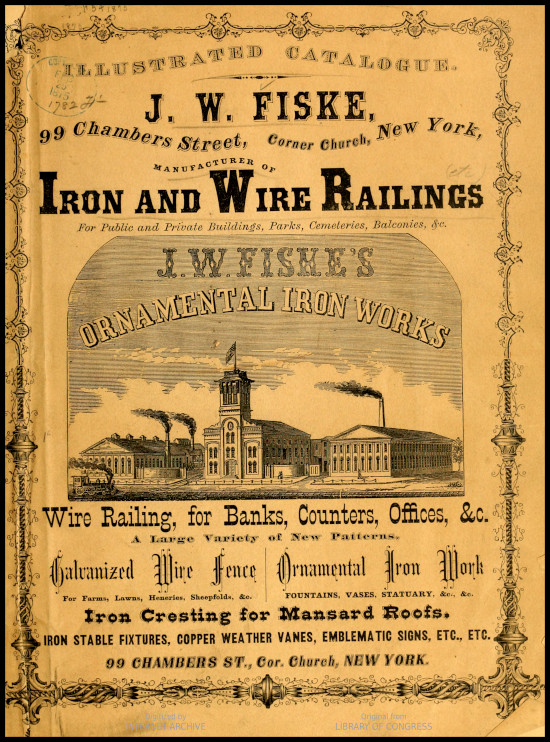 ILLUSTRATED CATALOGUE.
1782
J. W. FISKE,
99 Chambers Street, Corner Church, New York,
MANUFACTURER OF
IRON AND WIRE RAILINGS
For Public and Private Buildings, Parks, Cemeteries, Balconies, &c.
J. W. FISKE'S
ORNAMENTAL IRON WORKS
Wire Railing, for Banks, Counters, Offices, &c.
A Large Variety of New Patterns.
Galvanized Wire Fence
For Farms, Lawns, Heneries, Sheepfolds, &c.
Ornamental Iron Work
FOUNTAINS, VASES, STATUARY, &c., &c.
Iron Cresting for Mansard Roofs.
IRON STABLE FIXTURES, COPPER WEATHER VANES, EMBLEMATIC SIGNS, ETC., ETC.
99 CHAMBERS ST., Cor. Church, NEW YORK.
Original from
LIBRARY OF CONGRESS